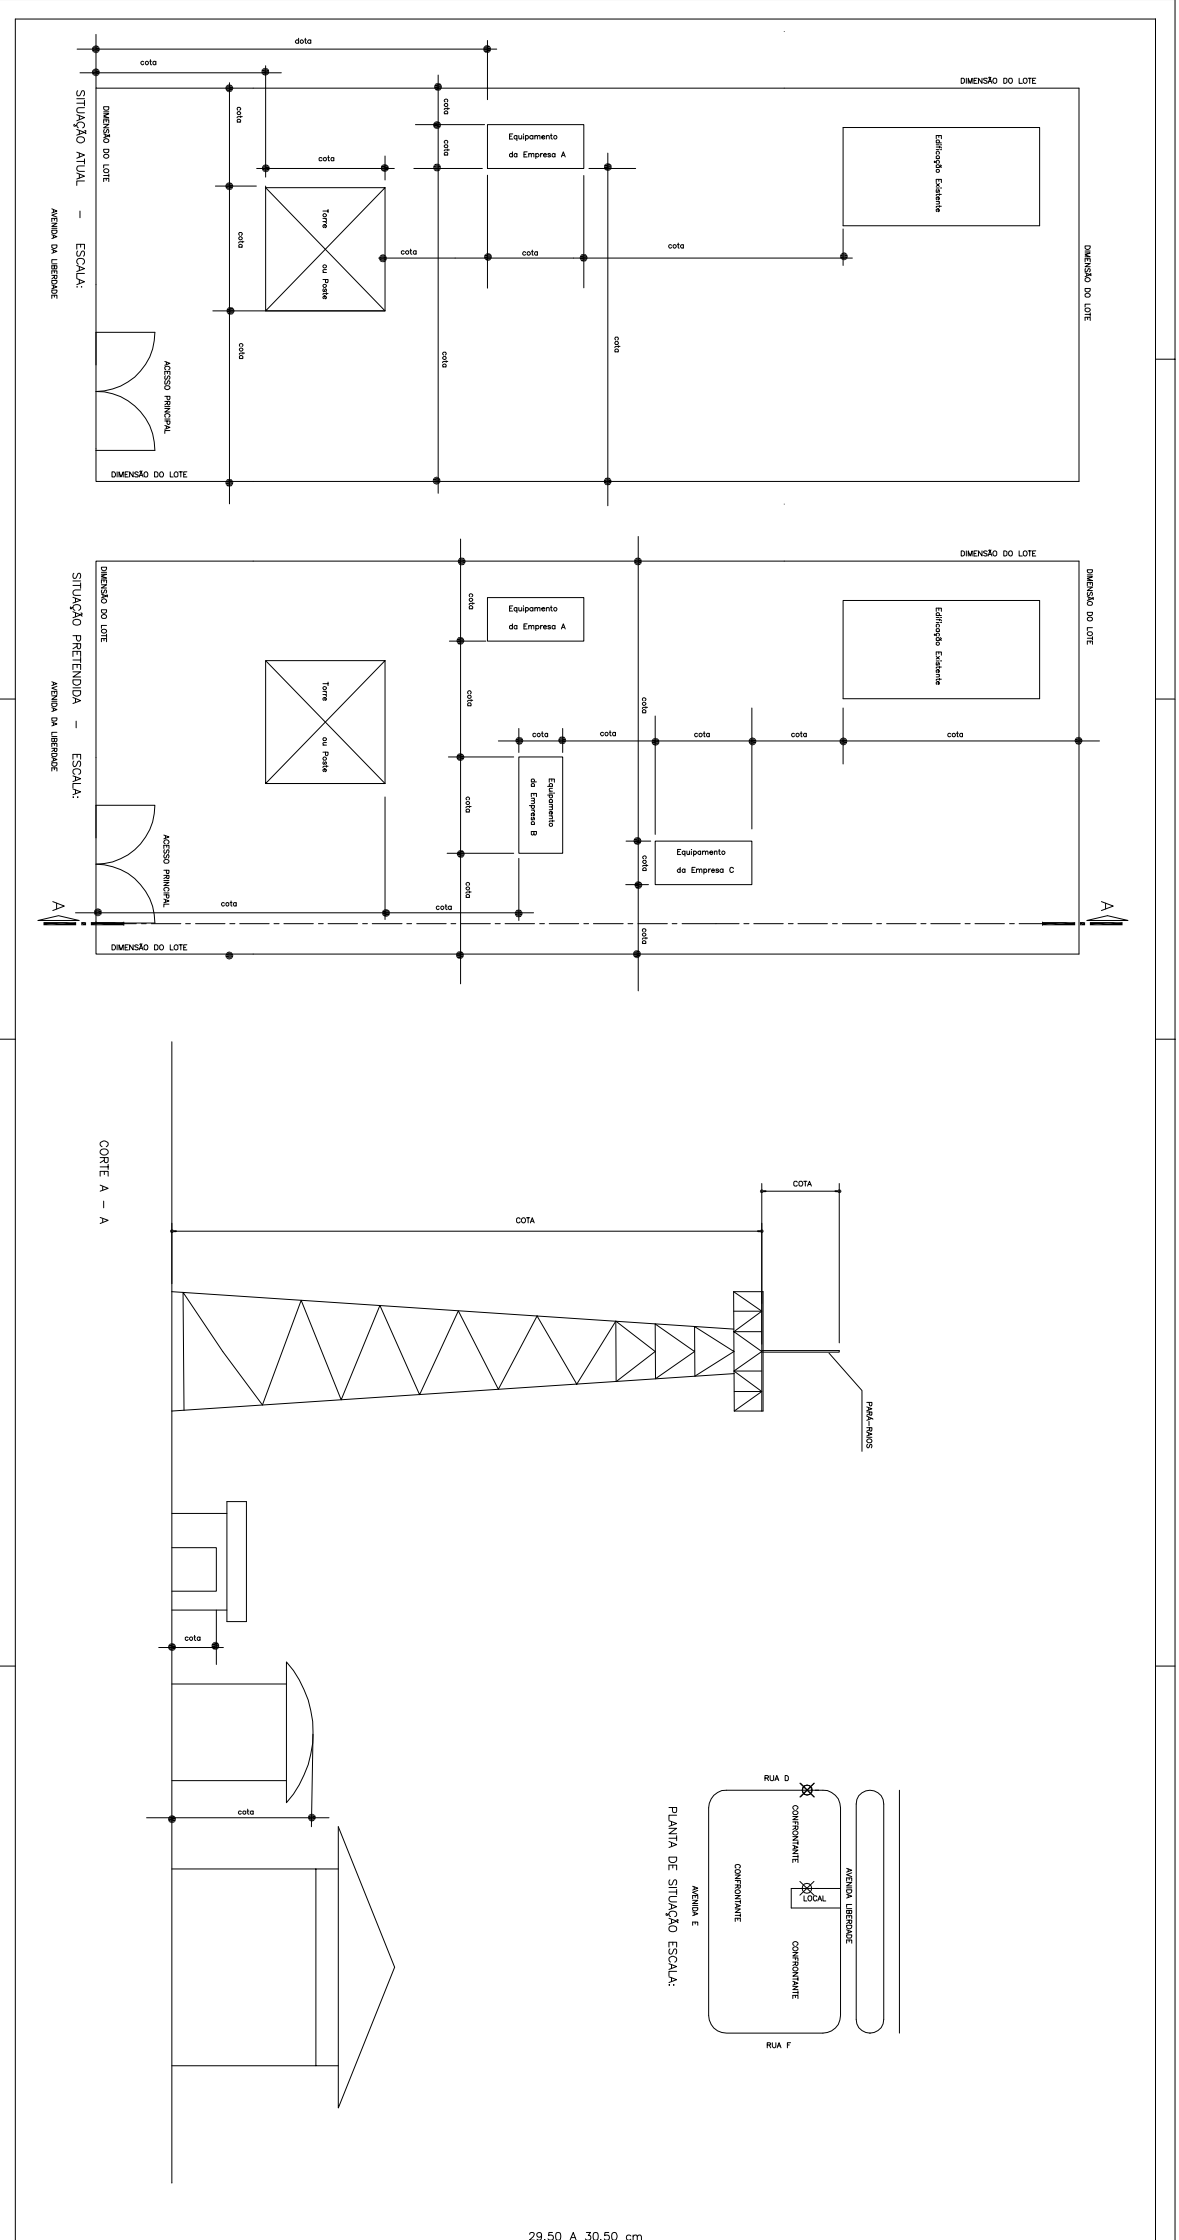 dota
cota
DIMENSÃO DO LOTE
cota
cota
Equipamento
da Empresa A
cota
cota
Edificação Existente
DIMENSÃO DO LOTE
SITUAÇÃO ATUAL - ESCALA:
AVENIDA DA LIBERDADE
cota
Torre
ou Poste
cota
cota
cota
DIMENSÃO DO LOTE
cota
cota
cota
ACESSO PRINCIPAL
DIMENSÃO DO LOTE
DIMENSÃO DO LOTE
DIMENSÃO DO LOTE
DIMENSÃO DO LOTE
cota
Equipamento
da Empresa A
Edificação Existente
SITUAÇÃO PRETENDIDA - ESCALA:
AVENIDA DA LIBERDADE
Torre
ou Poste
cota
cota
cota
cota
cota
cota
cota
cota
Equipamento
da Empresa B
ACESSO PRINCIPAL
Equipamento
da Empresa C
cota
cota
cota
cota
A
A
cota
DIMENSÃO DO LOTE
CORTE A - A
COTA
COTA
PARÁ-RAIOS
cota
cota
RUA D
CONFRONTANTE
CONFRONTANTE
LOCAL
CONFRONTANTE
AVENIDA LIBERDADE
AVENIDA E
PLANTA DE SITUAÇÃO ESCALA:
RUA F
29,50 A 30,50 cm